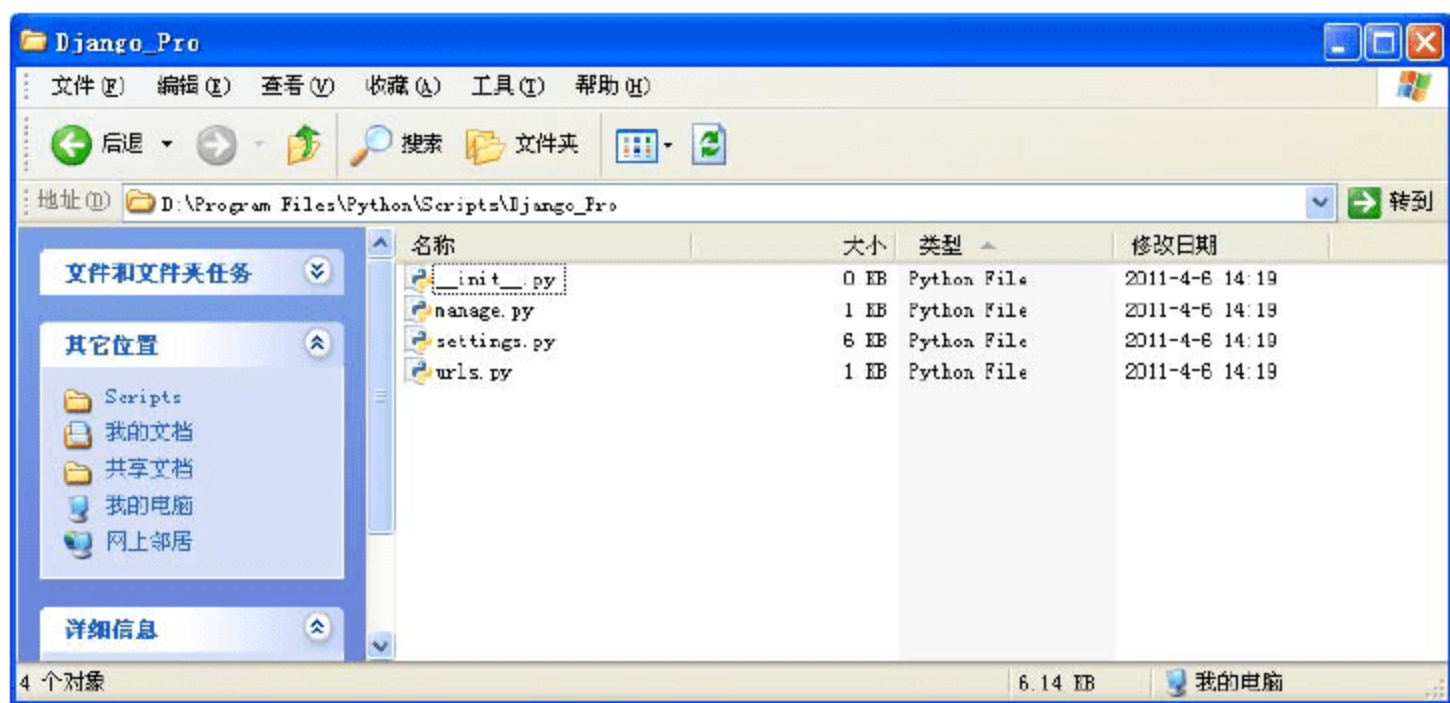 Django_Pro
文件(F) 编辑(E) 查看(V) 收藏(A) 工具(T) 帮助(H)
后退 搜索 文件夹
地址(D) D:\Program Files\Python\Scripts\Django_Pro 转到
文件和文件夹任务
其它位置
Scripts
我的文档
共享文档
我的电脑
网上邻居
详细信息
名称 大小 类型 修改日期
__init__.py 0 KB Python File 2011-4-6 14:19
manage.py 1 KB Python File 2011-4-6 14:19
settings.py 6 KB Python File 2011-4-6 14:19
urls.py 1 KB Python File 2011-4-6 14:19
4 个对象 6.14 KB 我的电脑